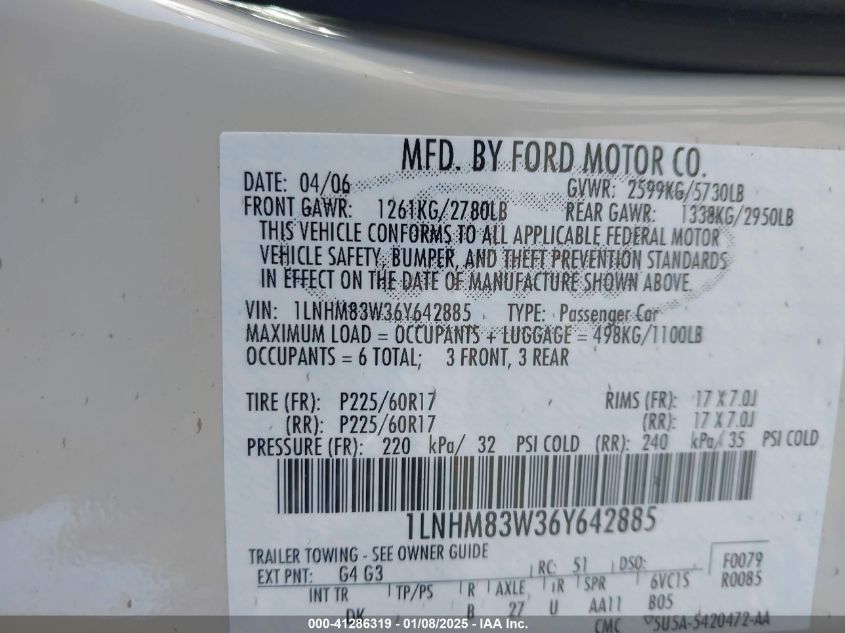 MFD. BY FORD MOTOR CO.
DATE: 04/06 GVWR: 2599KG/5730LB
FRONT GAWR: 1261KG/2780LB REAR GAWR: 1338KG/2950LB
THIS VEHICLE CONFORMS TO ALL APPLICABLE FEDERAL MOTOR
VEHICLE SAFETY, BUMPER, AND THEFT PREVENTION STANDARDS
IN EFFECT ON THE DATE OF MANUFACTURE SHOWN ABOVE.
VIN: 1LNHM83W36Y642885 TYPE: Passenger Car
MAXIMUM LOAD = OCCUPANTS + LUGGAGE = 498KG/1100LB
OCCUPANTS = 6 TOTAL; 3 FRONT, 3 REAR
TIRE (FR): P225/60R17 RIMS (FR): 17 X 7.0J
(RR): P225/60R17 (RR): 17 X 7.0J
PRESSURE (FR): 220 kPa/ 32 PSI COLD (RR): 240 kPa/ 35 PSI COLD
1LNHM83W36Y642885
TRAILER TOWING - SEE OWNER GUIDE F0079
EXT PNT: G4 G3 RC: 51 DSO: R0085
INT TR TP/PS R AXLE TR SPR 6VC1S
DK B 27 U AA11 B05
CMC 5U5A-5420472-AA
000-41286319 - 01/08/2025 - IAAI Inc.